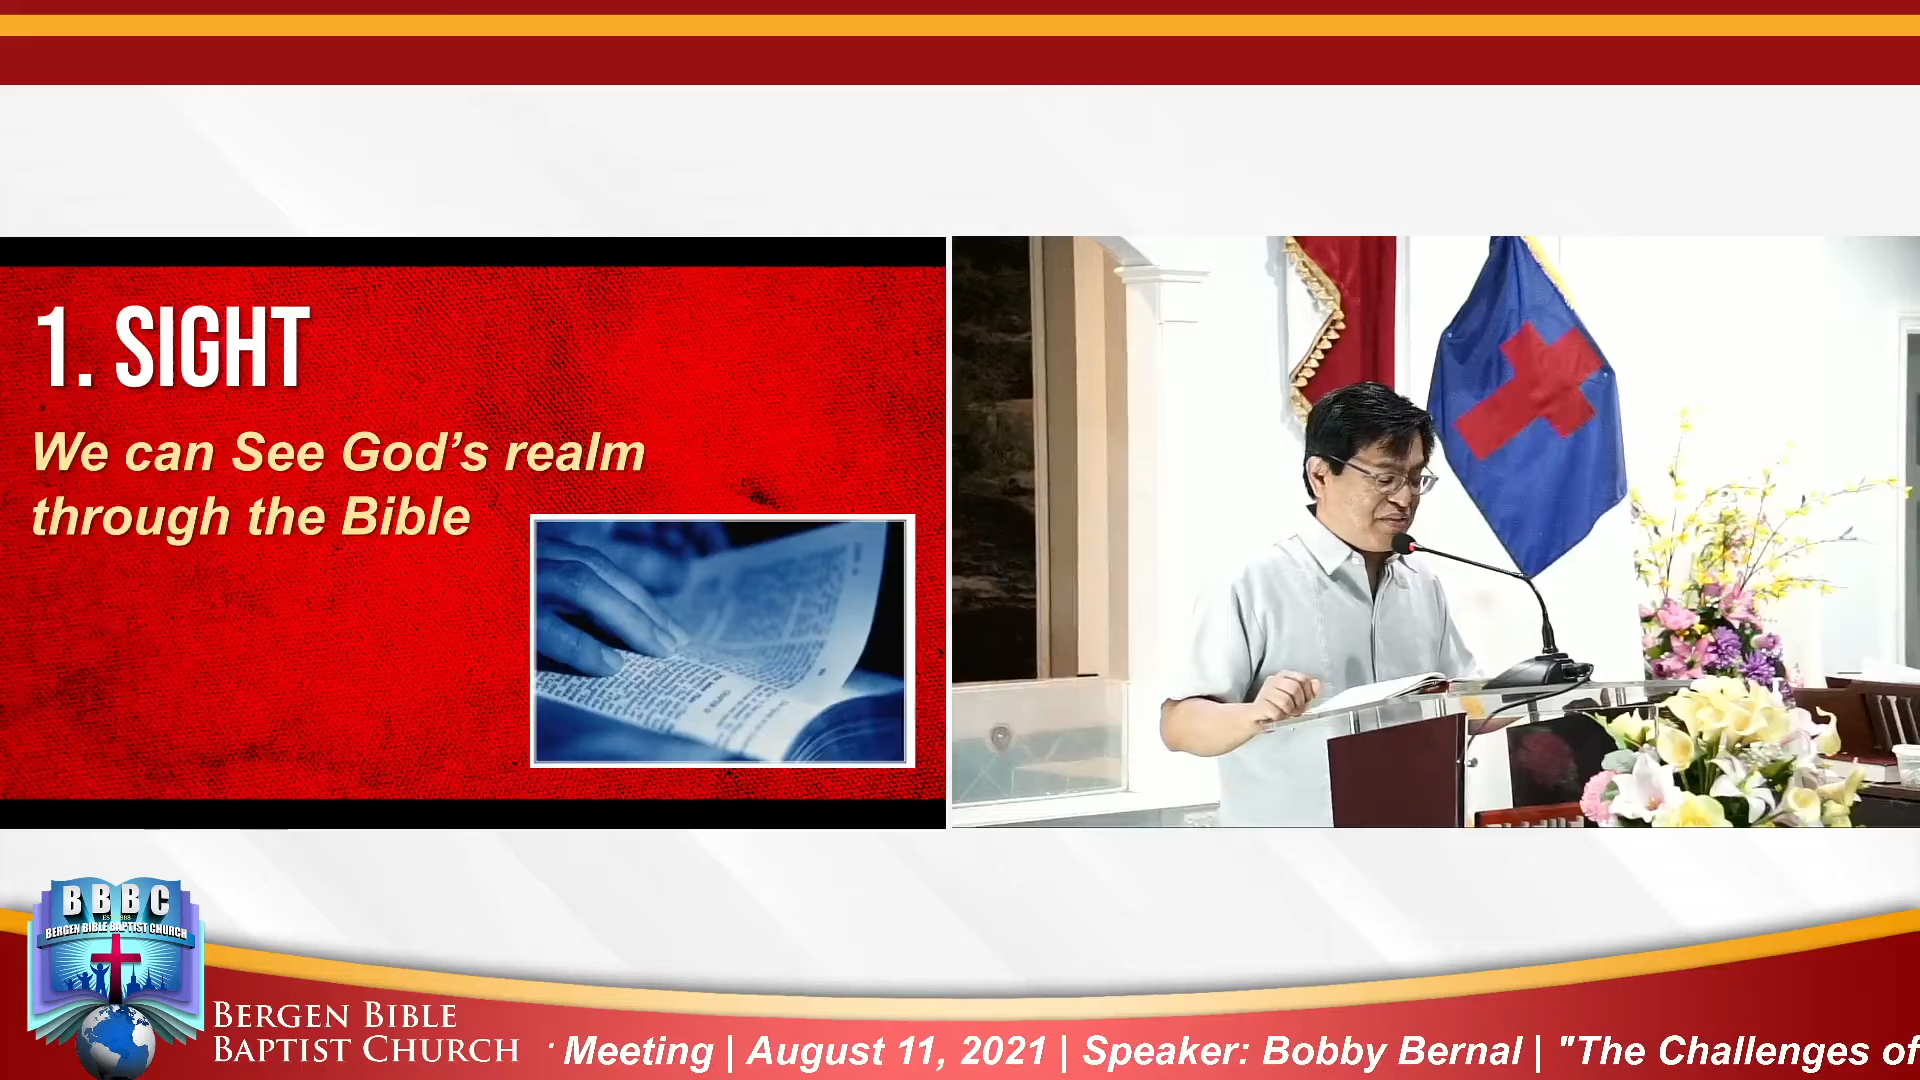 1. SIGHT
We can See God's realm
through the Bible
BBBC
BERGEN BIBLE BAPTIST CHURCH
BERGEN BIBLE
BAPTIST CHURCH
Meeting | August 11, 2021 | Speaker: Bobby Bernal | "The Challenges of